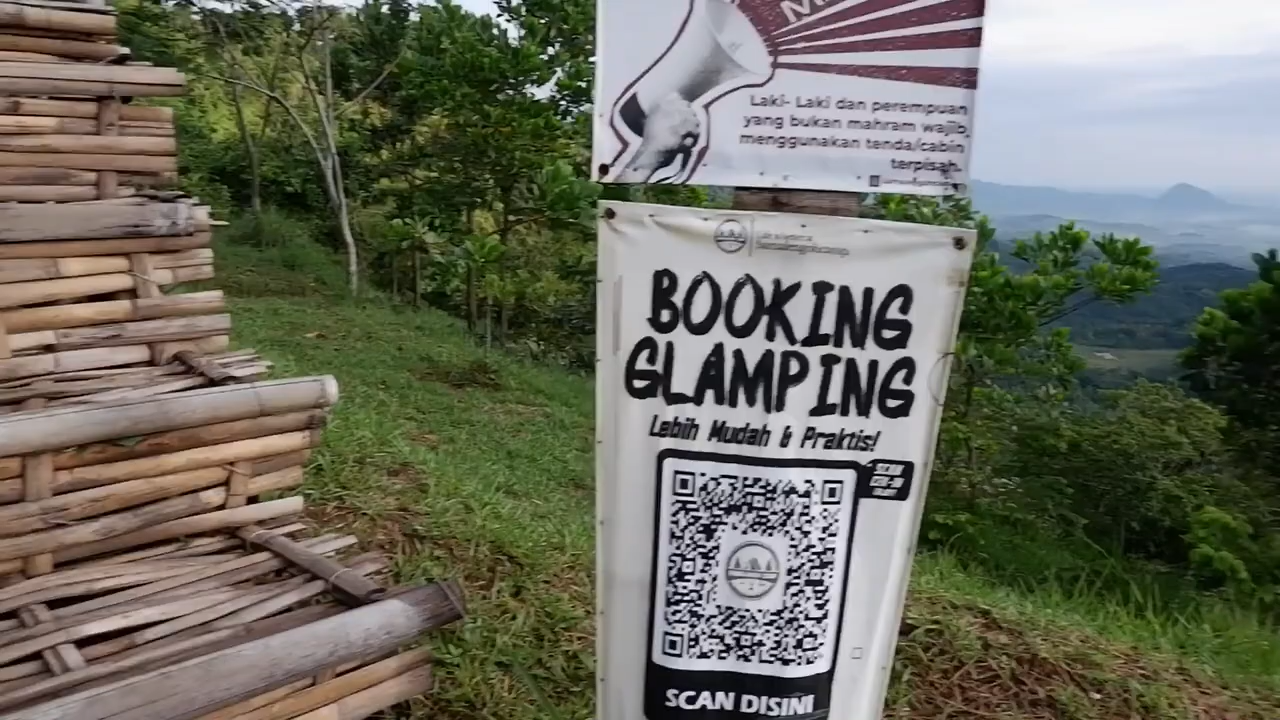 Laki- Laki dan perempuan
yang bukan mahram wajib
menggunakan tenda/cabin
terpisah.
BOOKING
GLAMPING
Lebih Mudah & Praktis!
SCAN
SCAN DISINI